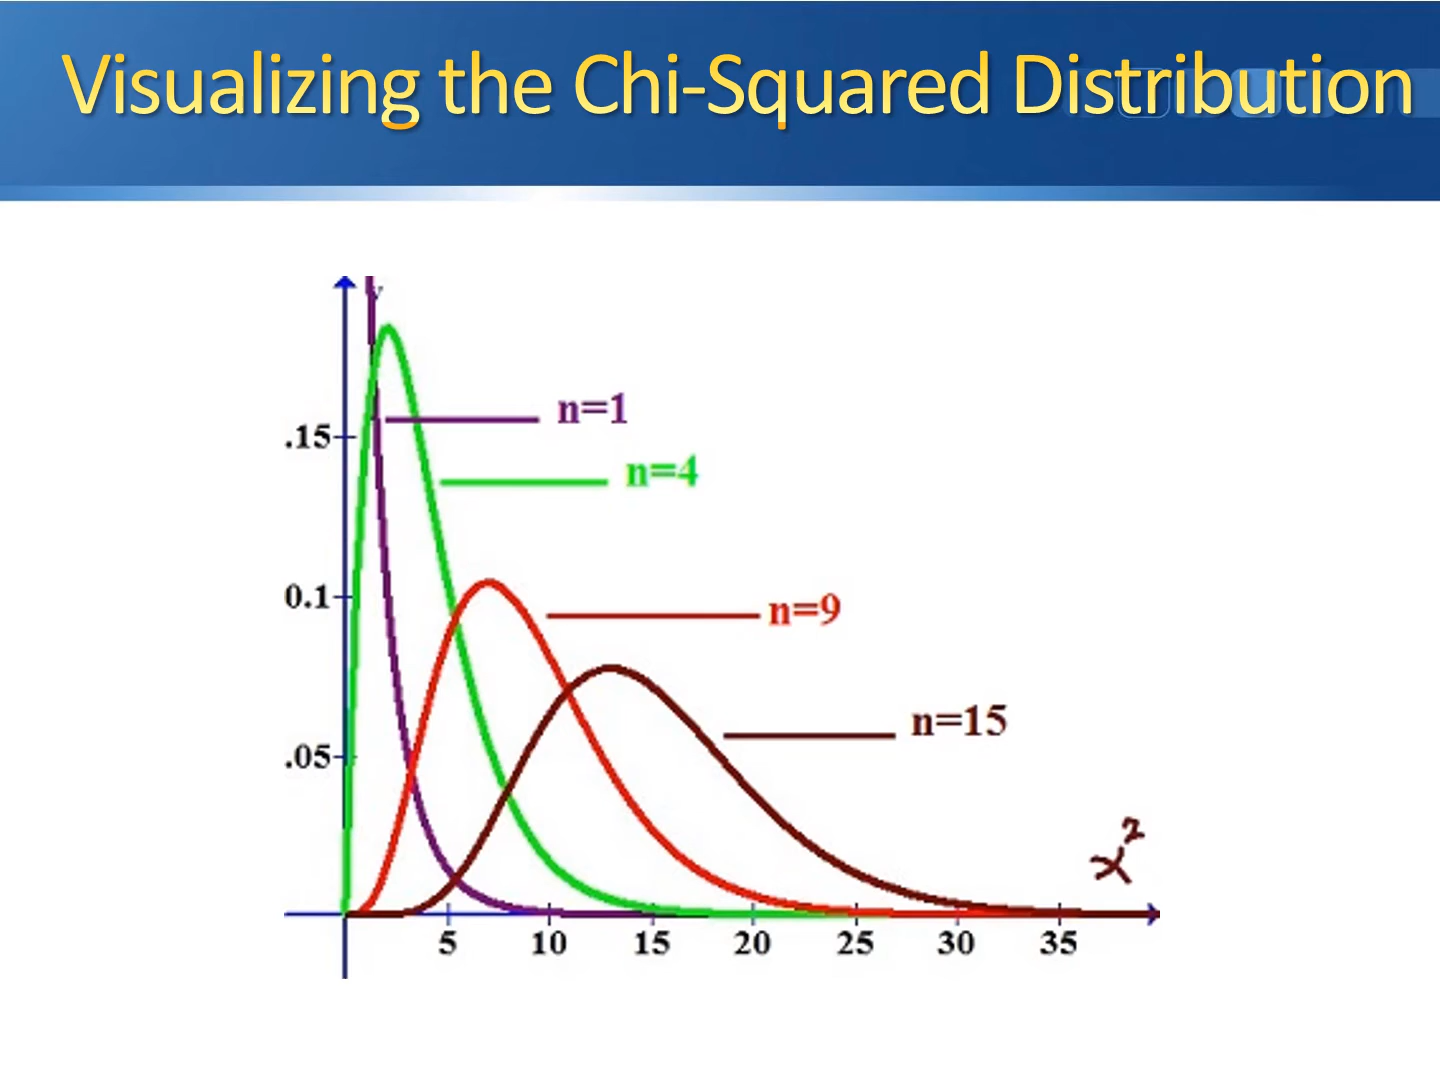 Visualizing the Chi-Squared Distribution
y
n=1
.15
n=4
0.1
n=9
n=15
.05
x²
5 10 15 20 25 30 35